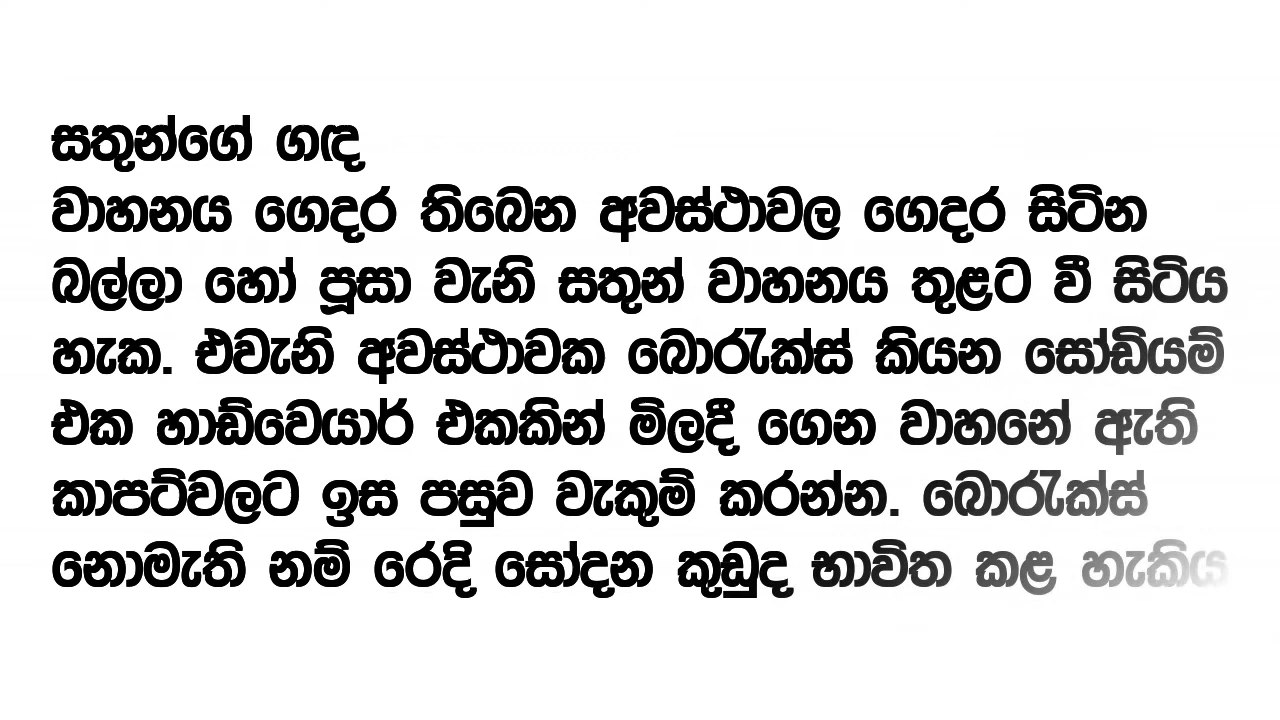 සතුන්ගේ ගඳ
වාහනය ගෙදර තිබෙන අවස්ථාවල ගෙදර සිටින
බල්ලා හෝ පූසා වැනි සතුන් වාහනය තුළට වී සිටිය
හැක. එවැනි අවස්ථාවක බොරැක්ස් කියන සෝඩියම්
එක හාඩ්වෙයාර් එකකින් මිලදී ගෙන වාහනේ ඇති
කාපට්වලට ඉස පසුව වැකුම් කරන්න. බොරැක්ස්
නොමැති නම් රෙදි සෝදන කුඩුද භාවිත කළ හැකිය